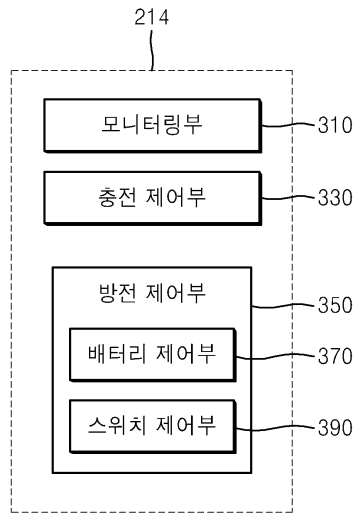 214
모니터링부 310
충전 제어부 330
방전 제어부 350
배터리 제어부 370
스위치 제어부 390